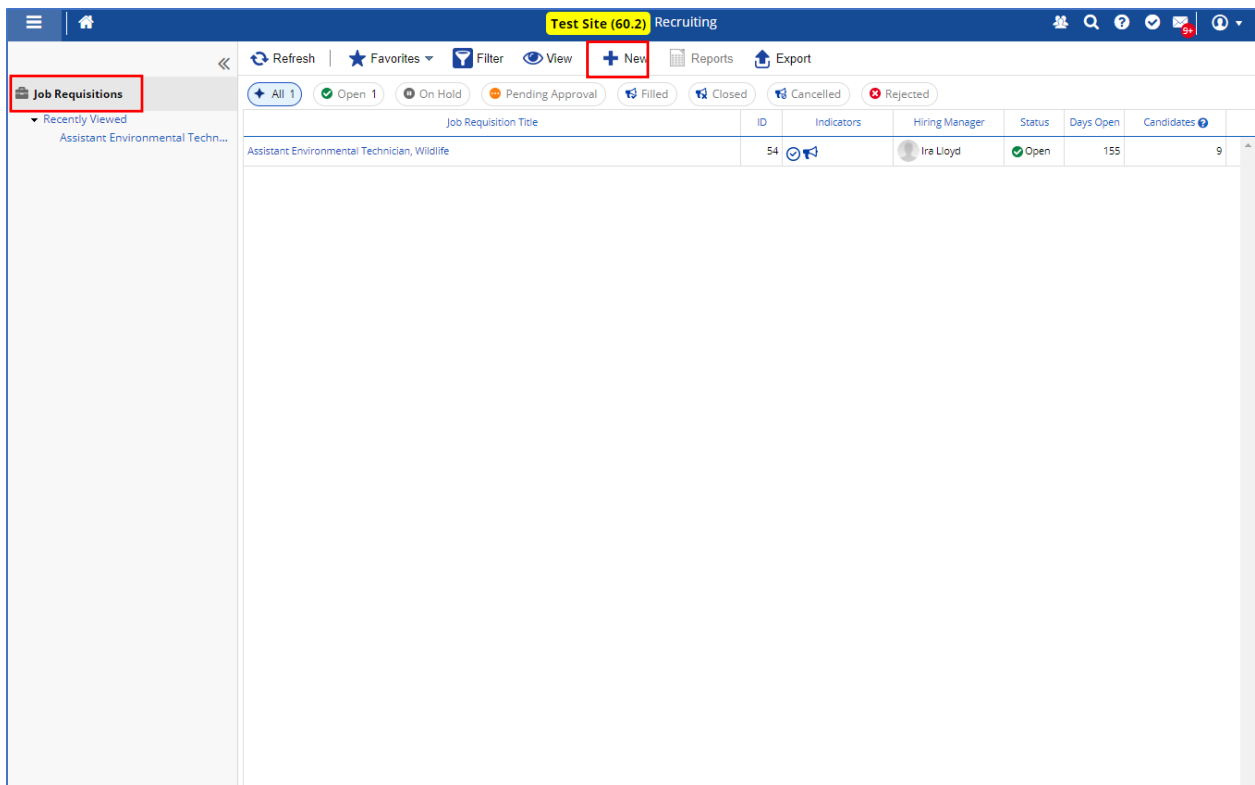 Test Site (60.2) Recruiting
9+
Refresh Favorites Filter View New Reports Export
Job Requisitions
All 1 Open 1 On Hold Pending Approval Filled Closed Cancelled Rejected
Recently Viewed
Assistant Environmental Techn...
Job Requisition Title ID Indicators Hiring Manager Status Days Open Candidates
Assistant Environmental Technician, Wildlife 54 Ira Lloyd Open 155 9